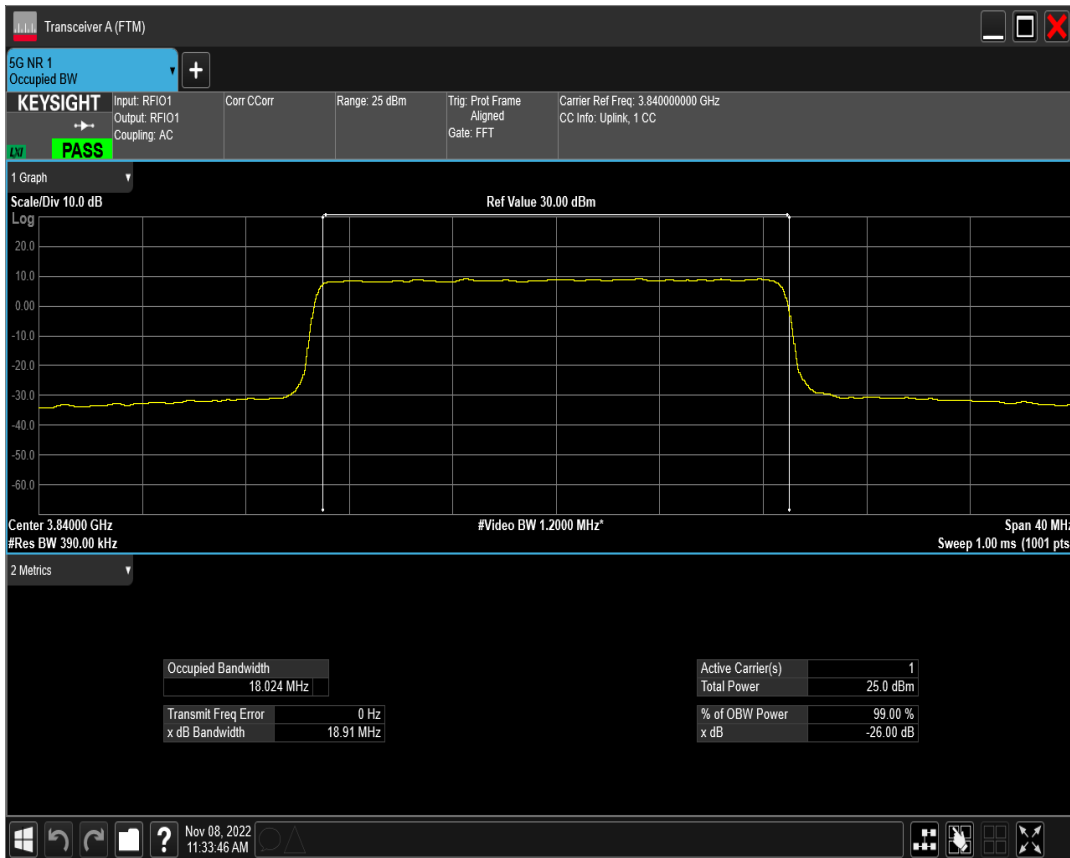 Transceiver A (FTM)
5G NR 1
Occupied BW
+
KEYSIGHT
LXI
PASS
Input: RFIO1
Output: RFIO1
Coupling: AC
Corr CCorr
Range: 25 dBm
Trig: Prot Frame
Aligned
Gate: FFT
Carrier Ref Freq: 3.840000000 GHz
CC Info: Uplink, 1 CC
1 Graph
Scale/Div 10.0 dB
Ref Value 30.00 dBm
Log
20.0
10.0
0.00
-10.0
-20.0
-30.0
-40.0
-50.0
-60.0
Center 3.84000 GHz
#Video BW 1.2000 MHz*
Span 40 MHz
#Res BW 390.00 kHz
Sweep 1.00 ms (1001 pts
2 Metrics
Occupied Bandwidth
18.024 MHz
Transmit Freq Error 0 Hz
x dB Bandwidth 18.91 MHz
Active Carrier(s) 1
Total Power 25.0 dBm
% of OBW Power 99.00 %
x dB -26.00 dB
?
Nov 08, 2022
11:33:46 AM